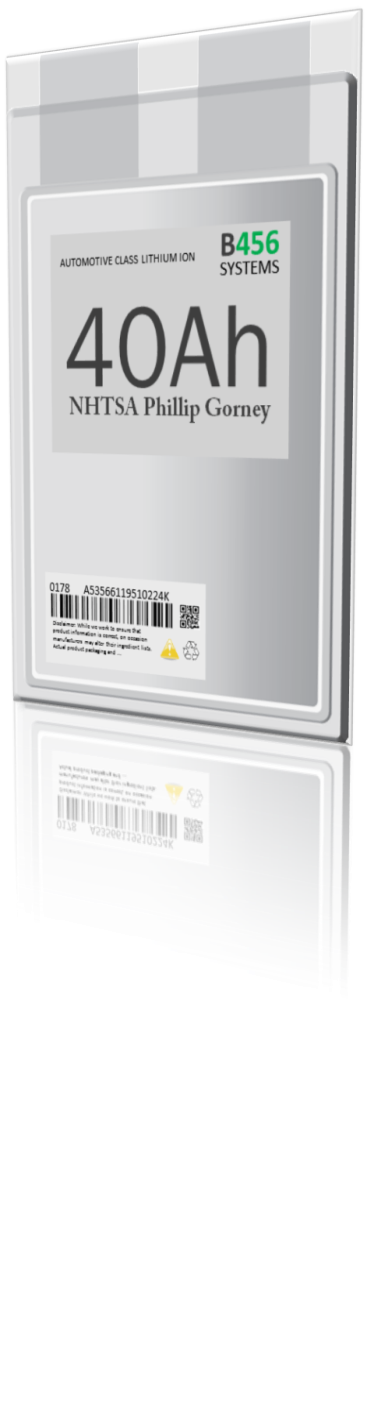 B456
AUTOMOTIVE CLASS LITHIUM ION
SYSTEMS
40Ah
NHTSA Phillip Gorney
0178 A53566119510224K
Disclaimer: While we work to ensure that
product information is correct, on occasion
manufactures may alter their ingredient lists.
Actual product packaging and ...